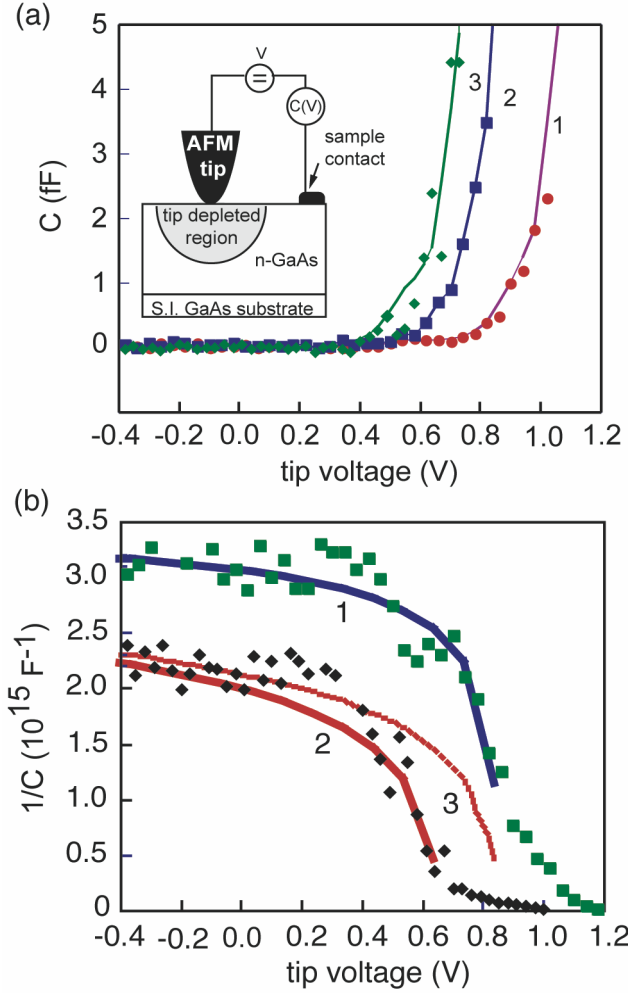 (a)
5
4
3
2
1
0
C (fF)
V
=
C(V)
AFM
tip
sample
contact
tip depleted
region
n-GaAs
S.I. GaAs substrate
3
2
1
-0.4 -0.2 0.0 0.2 0.4 0.6 0.8 1.0 1.2
tip voltage (V)
(b)
3.5
3.0
2.5
2.0
1.5
1.0
0.5
0
1/C (10¹⁵ F⁻¹)
1
2
3
-0.4 -0.2 0.0 0.2 0.4 0.6 0.8 1.0 1.2
tip voltage (V)